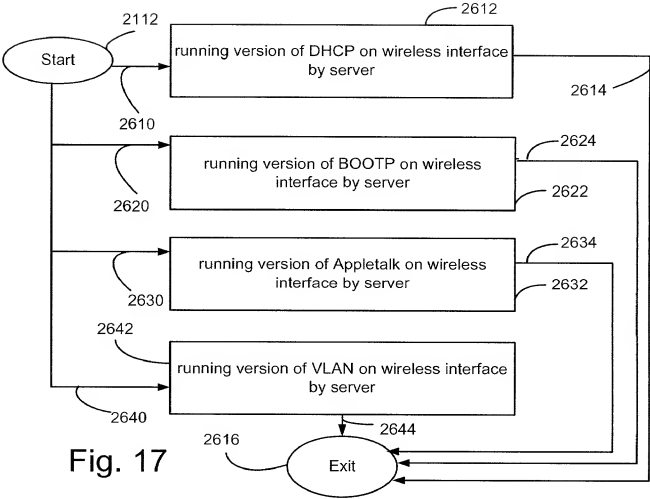 2112
2612
Start
running version of DHCP on wireless interface
by server
2610
2614
running version of BOOTP on wireless
interface by server
2624
2620
2622
running version of Appletalk on wireless
interface by server
2634
2630
2632
2642
running version of VLAN on wireless interface
by server
2640
2644
2616
Exit
Fig. 17